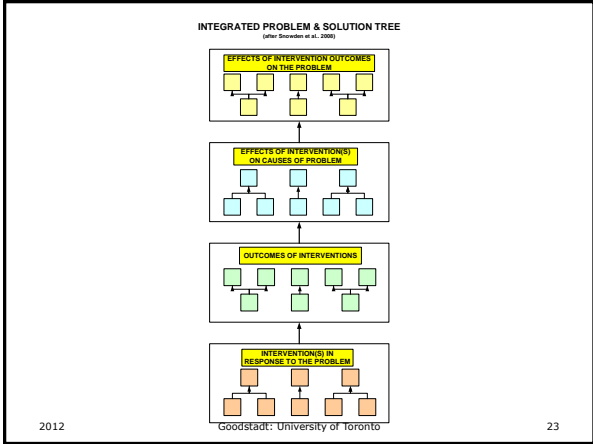 INTEGRATED PROBLEM & SOLUTION TREE
(after Snowden et al., 2008)
EFFECTS OF INTERVENTION OUTCOMES
ON THE PROBLEM
EFFECTS OF INTERVENTION(S)
ON CAUSES OF PROBLEM
OUTCOMES OF INTERVENTIONS
INTERVENTION(S) IN
RESPONSE TO THE PROBLEM
2012
Goodstadt: University of Toronto
23